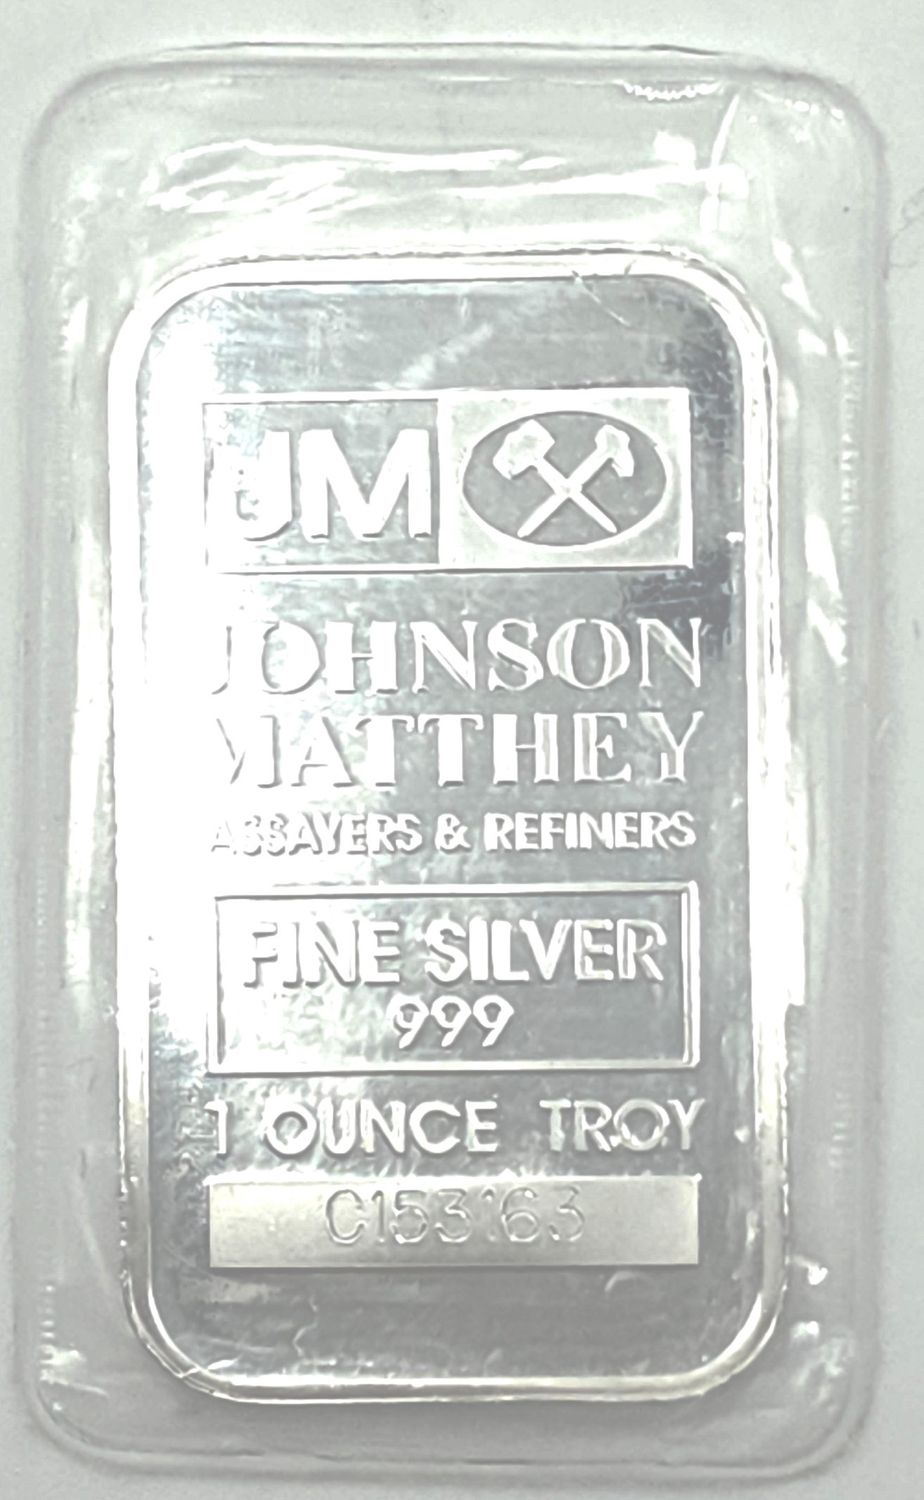 JM
JOHNSON
MATTHEY
ASSAYERS & REFINERS
FINE SILVER
999
1 OUNCE TROY
C153163